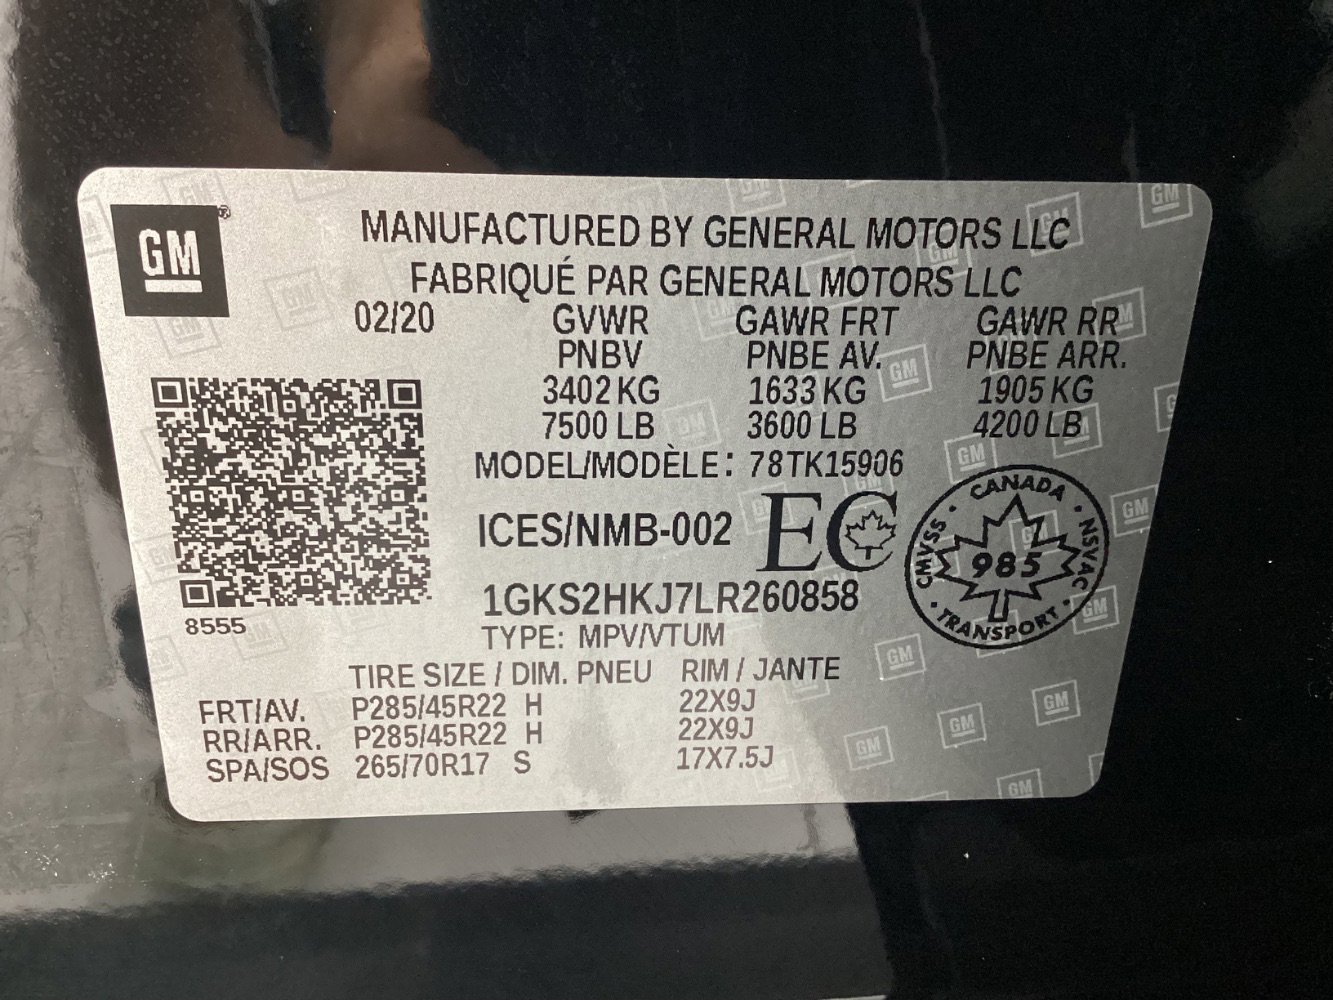 GM
MANUFACTURED BY GENERAL MOTORS LLC
FABRIQUÉ PAR GENERAL MOTORS LLC
02/20 GVWR GAWR FRT GAWR RR
PNBV PNBE AV. PNBE ARR.
3402 KG 1633 KG 1905 KG
7500 LB 3600 LB 4200 LB
MODEL/MODÈLE: 78TK15906
ICES/NMB-002 EC
CANADA
CMVSS · NSVAC
985
TRANSPORT
1GKS2HKJ7LR260858
8555
TYPE: MPV/VTUM
TIRE SIZE / DIM. PNEU RIM / JANTE
FRT/AV. P285/45R22 H 22X9J
RR/ARR. P285/45R22 H 22X9J
SPA/SOS 265/70R17 S 17X7.5J